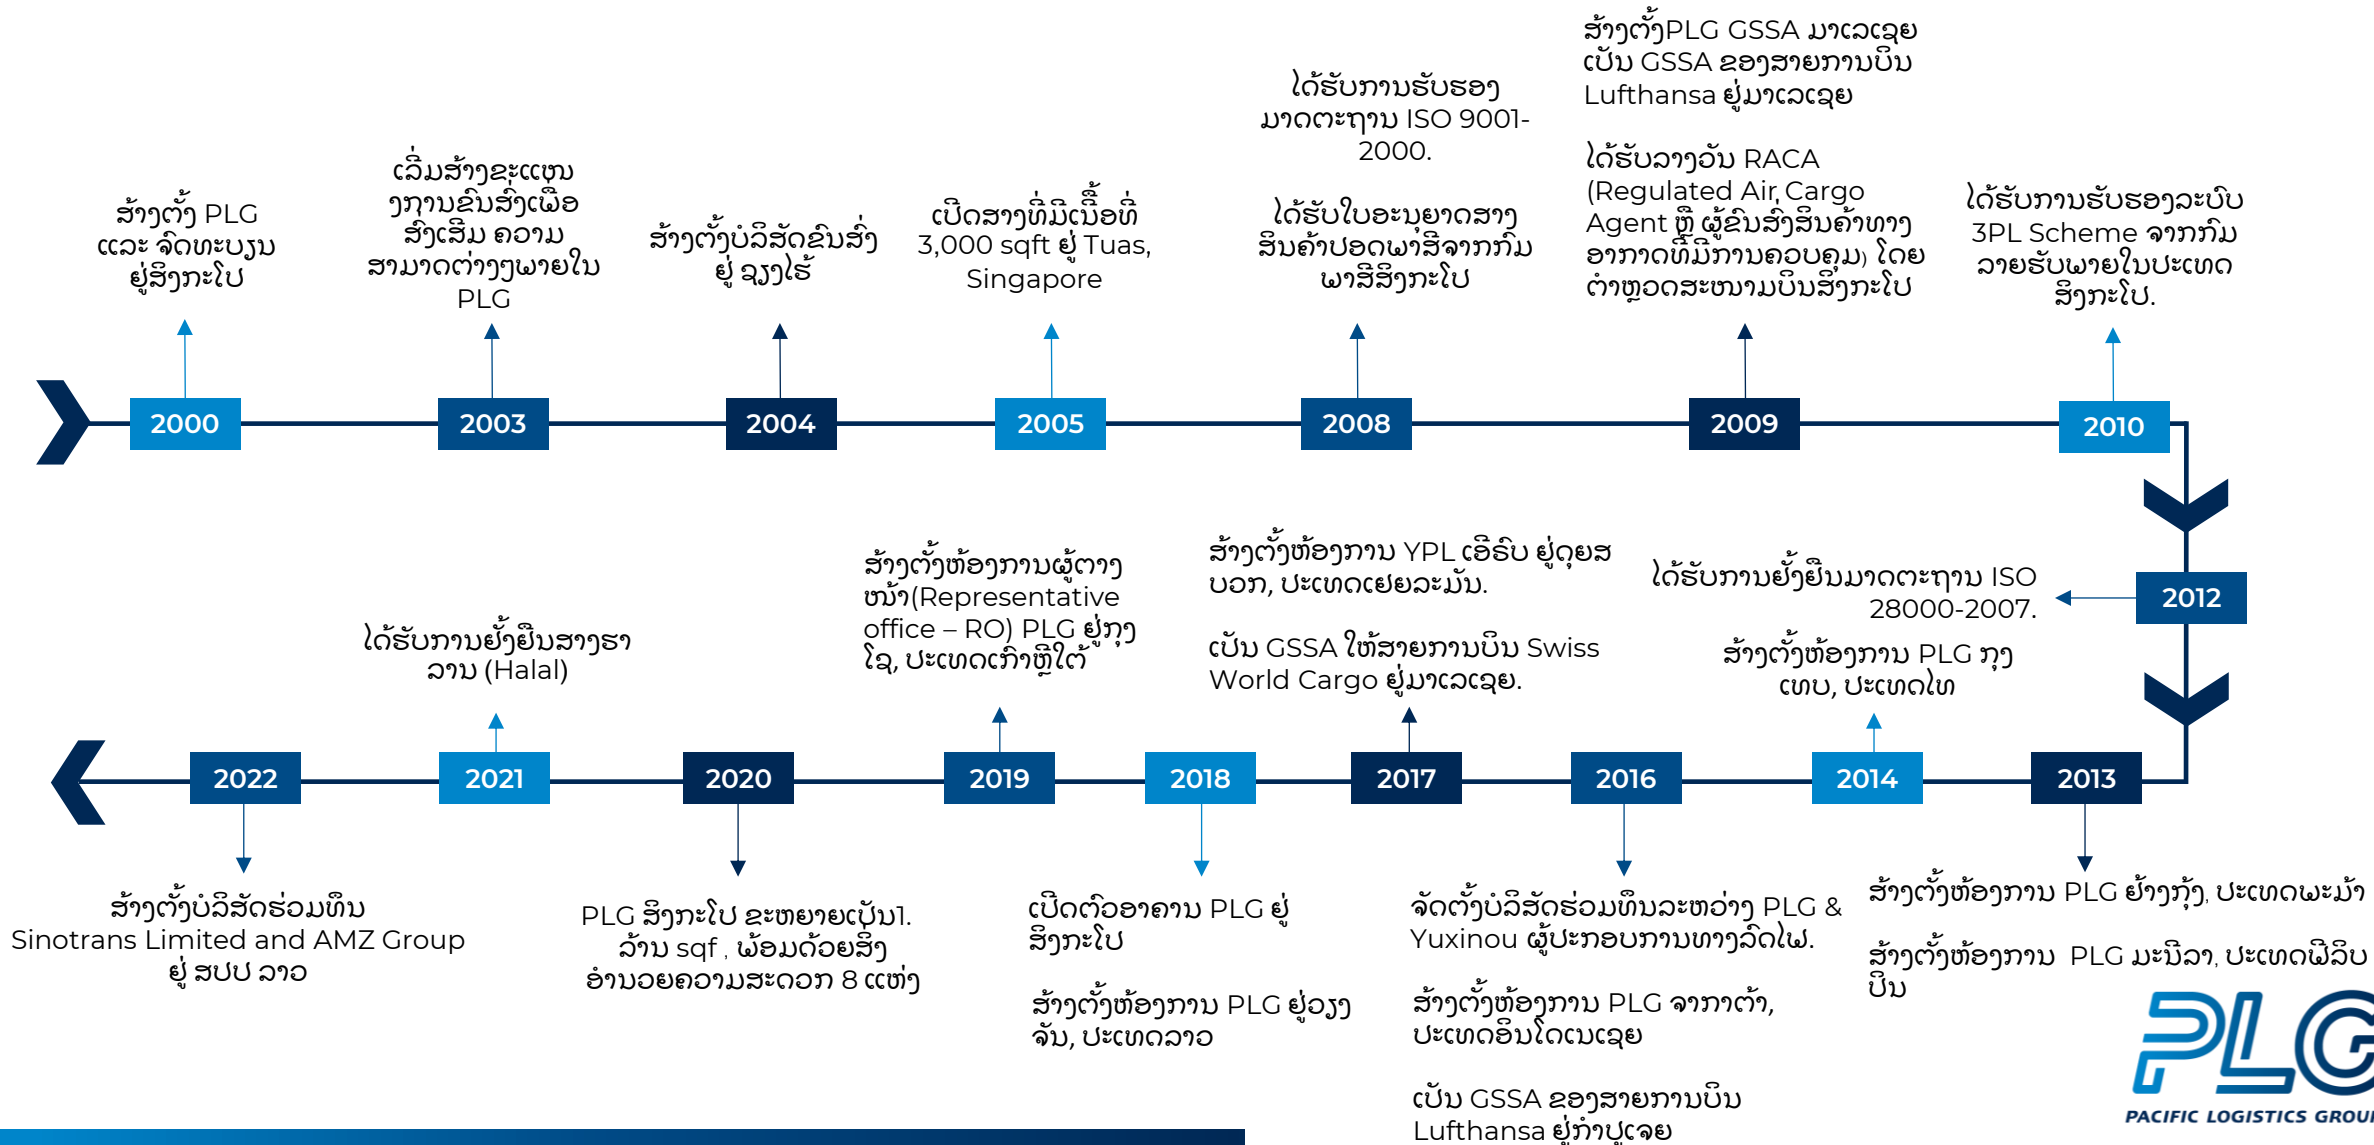 ສ້າງຕັ້ງ PLG
ແລະ ຈົດທະບຽນ
ຢູ່ສິງກະໂປ
2000
ເລີ່ມສ້າງຂະແໜ
ງການຂົນສົ່ງເພື່ອ
ສົ່ງເສີມ ຄວາມ
ສາມາດຕ່າງໆພາຍໃນ
PLG
2003
ສ້າງຕັ້ງບໍລິສັດຂົນສົ່ງ
ຢູ່ ຊຽງໄຮ້
2004
ເປີດສາງທີ່ມີເນື້ອທີ່
3,000 sqft ຢູ່ Tuas,
Singapore
2005
ໄດ້ຮັບການຮັບຮອງ
ມາດຕະຖານ ISO 9001-
2000.
ໄດ້ຮັບໃບອະນຸຍາດສາງ
ສິນຄ້າປອດພາສີຈາກກົມ
ພາສີສິງກະໂປ
2008
ສ້າງຕັ້ງPLG GSSA ມາເລເຊຍ
ເປັນ GSSA ຂອງສາຍການບິນ
Lufthansa ຢູ່ມາເລເຊຍ
ໄດ້ຮັບລາງວັນ RACA
(Regulated Air Cargo
Agent ຫຼື ຜູ້ຂົນສົ່ງສິນຄ້າທາງ
ອາກາດທີ່ມີການຄວບຄຸມ) ໂດຍ
ຕຳຫຼວດສະໜາມບິນສິງກະໂປ
2009
ໄດ້ຮັບການຮັບຮອງລະບົບ
3PL Scheme ຈາກກົມ
ລາຍຮັບພາຍໃນປະເທດ
ສິງກະໂປ.
2010
ໄດ້ຮັບການຢັ້ງຢືນມາດຕະຖານ ISO
28000-2007.
2012
ສ້າງຕັ້ງຫ້ອງການ PLG ຢ້າງກຸ້ງ, ປະເທດພະມ້າ
ສ້າງຕັ້ງຫ້ອງການ PLG ມະນີລາ, ປະເທດຟີລິບ
ປິນ
2013
ສ້າງຕັ້ງຫ້ອງການ PLG ກຸງ
ເທບ, ປະເທດໄທ
2014
2016
ຈັດຕັ້ງບໍລິສັດຮ່ວມທຶນລະຫວ່າງ PLG &
Yuxinou ຜູ້ປະກອບການທາງລົດໄຟ.
ສ້າງຕັ້ງຫ້ອງການ PLG ຈາກາຕ້າ,
ປະເທດອິນໂດເນເຊຍ
ເປັນ GSSA ຂອງສາຍການບິນ
Lufthansa ຢູ່ກຳປູເຈຍ
ສ້າງຕັ້ງຫ້ອງການ YPL ເອີຣົບ ຢູ່ດຸຍສ
ບວກ, ປະເທດເຢຍລະມັນ.
ເປັນ GSSA ໃຫ້ສາຍການບິນ Swiss
World Cargo ຢູ່ມາເລເຊຍ.
2017
2018
ເປີດຕົວອາຄານ PLG ຢູ່
ສິງກະໂປ
ສ້າງຕັ້ງຫ້ອງການ PLG ຢູ່ວຽງ
ຈັນ, ປະເທດລາວ
ສ້າງຕັ້ງຫ້ອງການຜູ້ຕາງ
ໜ້າ(Representative
office – RO) PLG ຢູ່ກຸງ
ໂຊ, ປະເທດເກົາຫຼີໃຕ້
2019
2020
PLG ສິງກະໂປ ຂະຫຍາຍເປັນ1.
ລ້ານ sqf , ພ້ອມດ້ວຍສິ່ງ
ອຳນວຍຄວາມສະດວກ 8 ແຫ່ງ
ໄດ້ຮັບການຢັ້ງຢືນສາງຮາ
ລານ (Halal)
2021
2022
ສ້າງຕັ້ງບໍລິສັດຮ່ວມທຶນ
Sinotrans Limited and AMZ Group
ຢູ່ ສປປ ລາວ
PLG
PACIFIC LOGISTICS GROUP